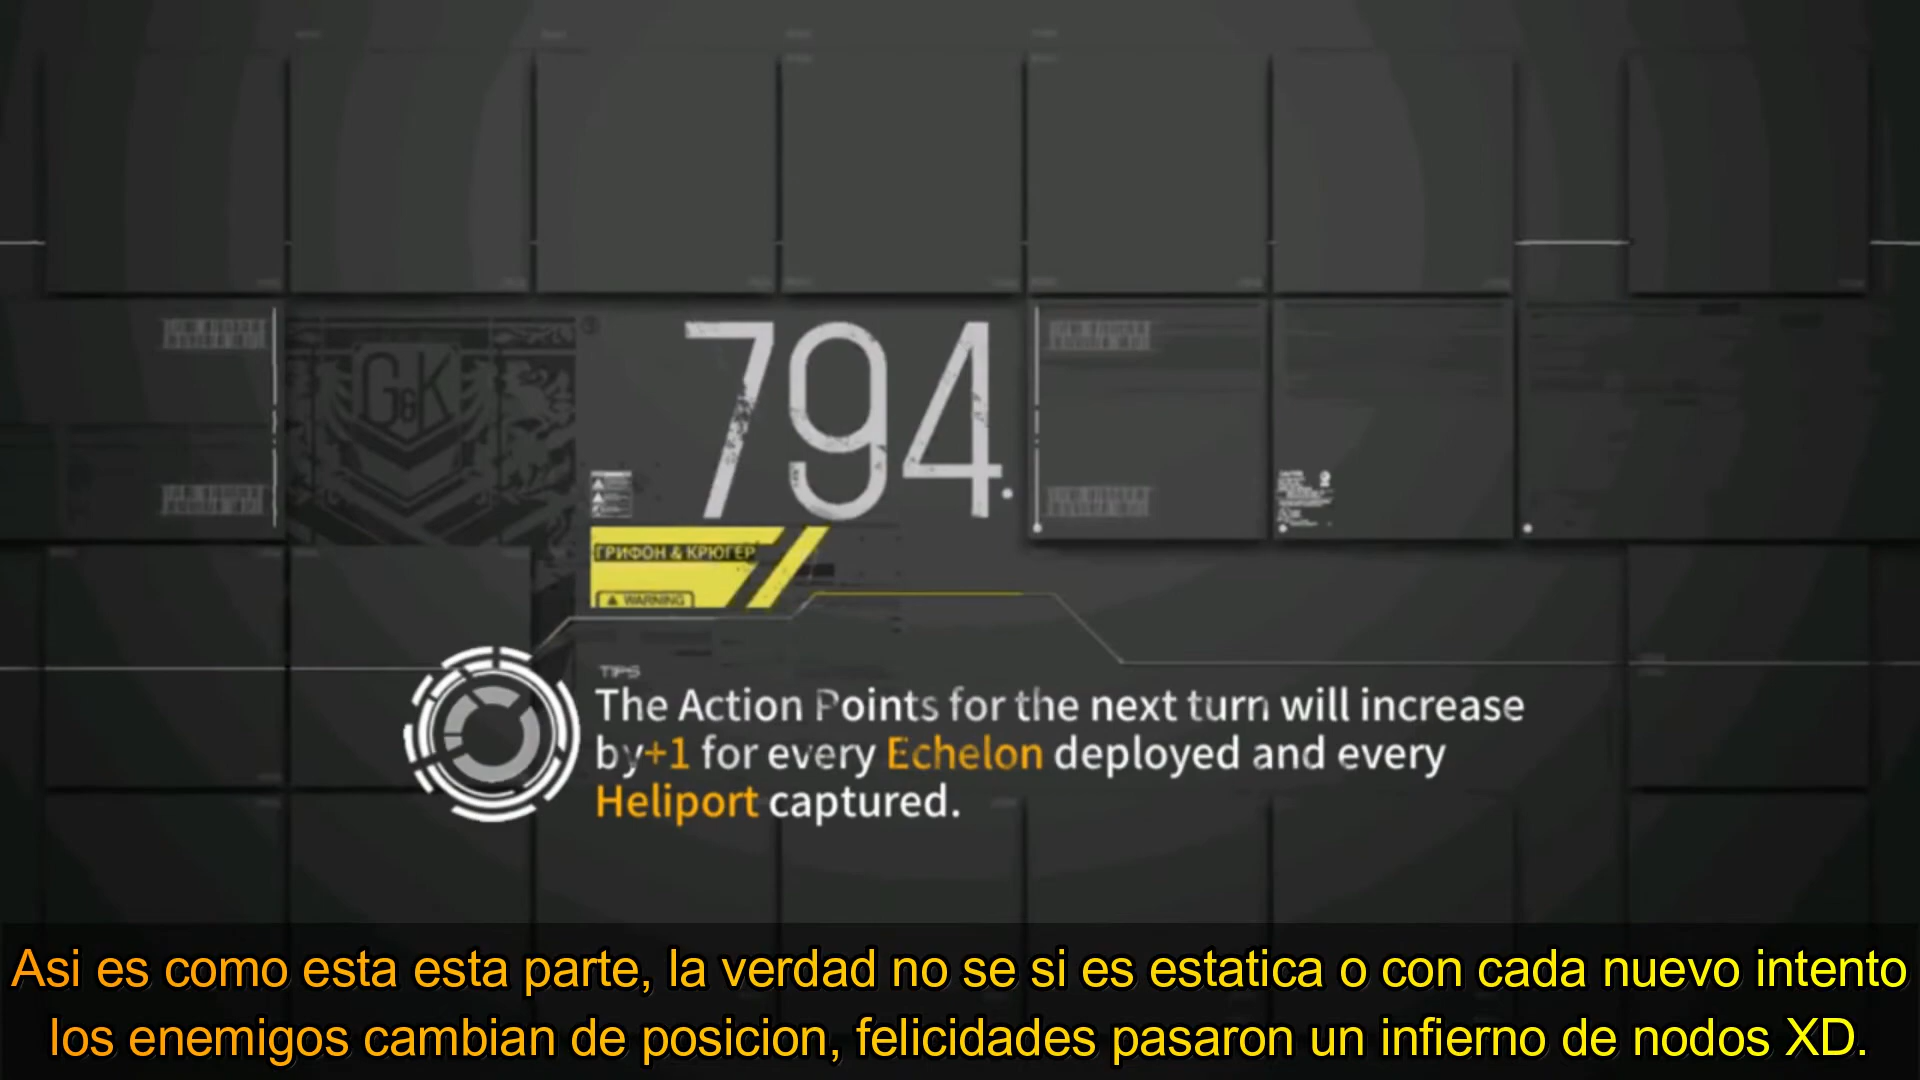 G&K
794.
ГРИФОН & КРЮГЕР
WARNING
TIPS
The Action Points for the next turn will increase
by+1 for every Echelon deployed and every
Heliport captured.
Asi es como esta esta parte, la verdad no se si es estatica o con cada nuevo intento
los enemigos cambian de posicion, felicidades pasaron un infierno de nodos XD.